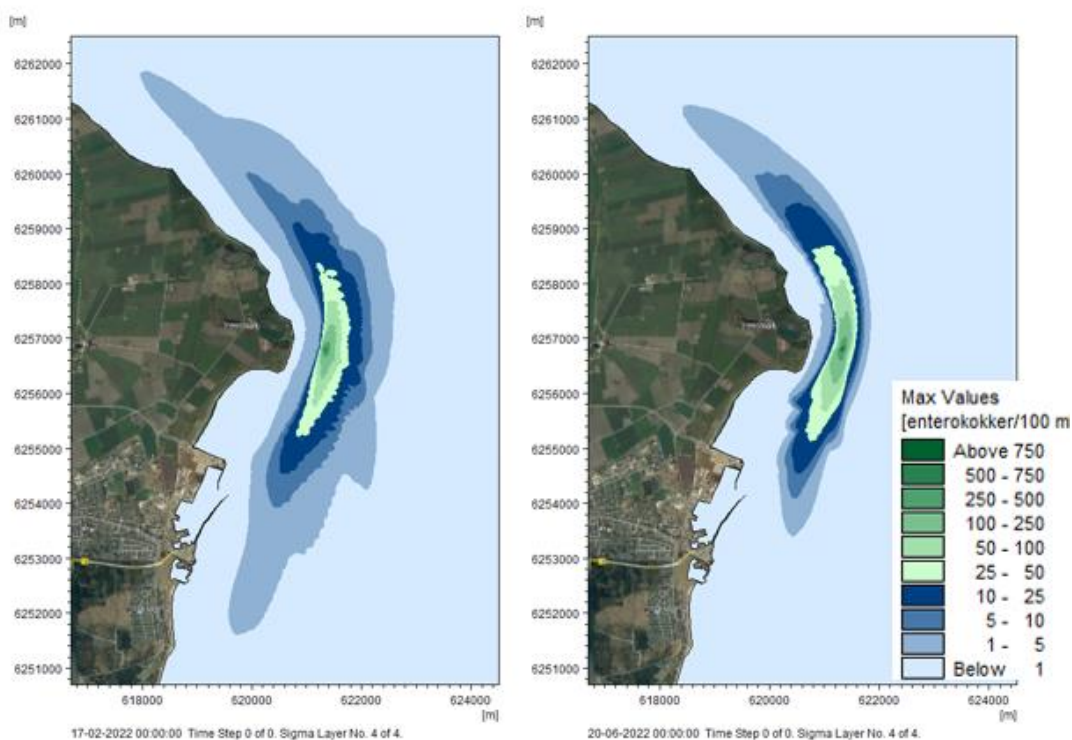 [m]
6262000
6261000
6260000
6259000
6258000
6257000
6256000
6255000
6254000
6253000
6252000
6251000
618000
620000
622000
624000
[m]
17-02-2022 00:00:00 Time Step 0 of 0. Sigma Layer No. 4 of 4.
[m]
6262000
6261000
6260000
6259000
6258000
6257000
6256000
6255000
6254000
6253000
6252000
6251000
618000
620000
622000
624000
[m]
20-06-2022 00:00:00 Time Step 0 of 0. Sigma Layer No. 4 of 4.
Max Values
[enterokokker/100 m
Above 750
500 - 750
250 - 500
100 - 250
50 - 100
25 - 50
10 - 25
5 - 10
1 - 5
Below 1